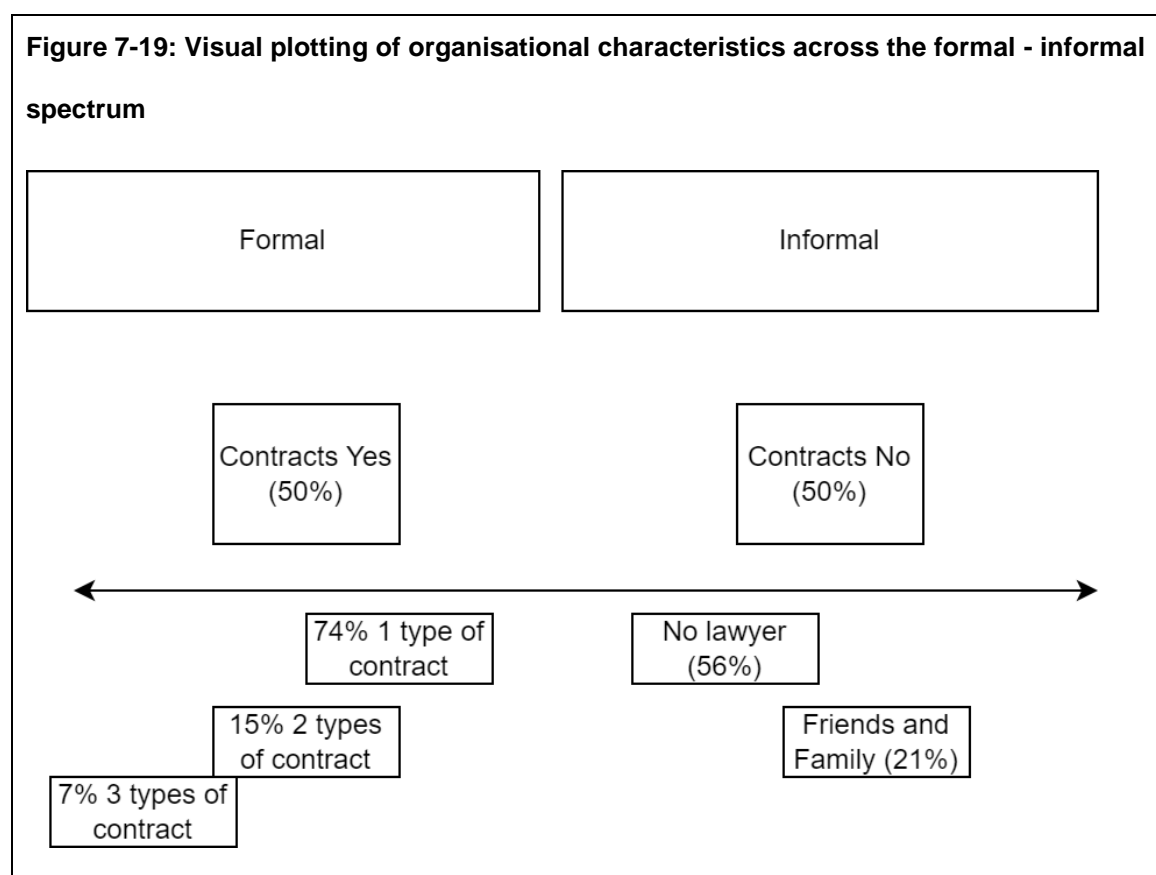 Figure 7-19: Visual plotting of organisational characteristics across the formal - informal
spectrum
Formal
Informal
Contracts Yes
(50%)
Contracts No
(50%)
74% 1 type of
contract
No lawyer
(56%)
15% 2 types
of contract
Friends and
Family (21%)
7% 3 types of
contract